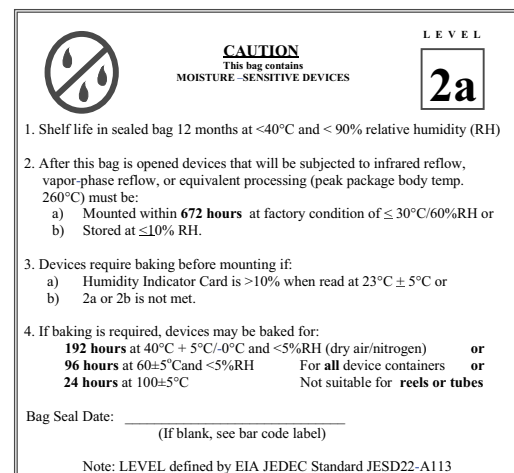 LEVEL
CAUTION
This bag contains
MOISTURE –SENSITIVE DEVICES
2a
1. Shelf life in sealed bag 12 months at <40°C and < 90% relative humidity (RH)
2. After this bag is opened devices that will be subjected to infrared reflow,
vapor-phase reflow, or equivalent processing (peak package body temp.
260°C) must be:
a) Mounted within 672 hours at factory condition of ≤ 30°C/60%RH or
b) Stored at ≤10% RH.
3. Devices require baking before mounting if:
a) Humidity Indicator Card is >10% when read at 23°C ± 5°C or
b) 2a or 2b is not met.
4. If baking is required, devices may be baked for:
192 hours at 40°C + 5°C/-0°C and <5%RH (dry air/nitrogen) or
96 hours at 60±5°Cand <5%RH For all device containers or
24 hours at 100±5°C Not suitable for reels or tubes
Bag Seal Date: ____________________
(If blank, see bar code label)
Note: LEVEL defined by EIA JEDEC Standard JESD22-A113